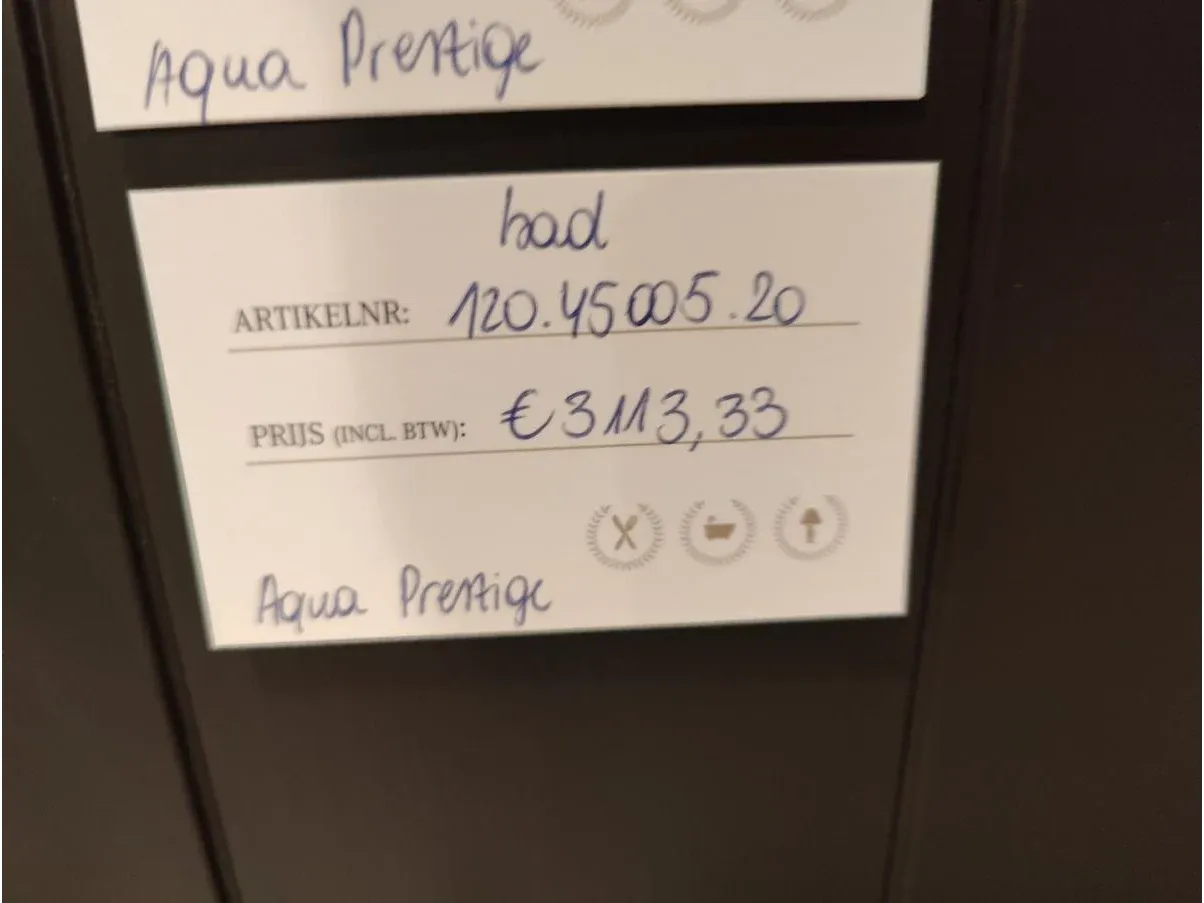 Aqua Prestige
bad
ARTIKELNR: 120.45005.20
PRIJS (INCL. BTW): € 3113,33
Aqua Prestige